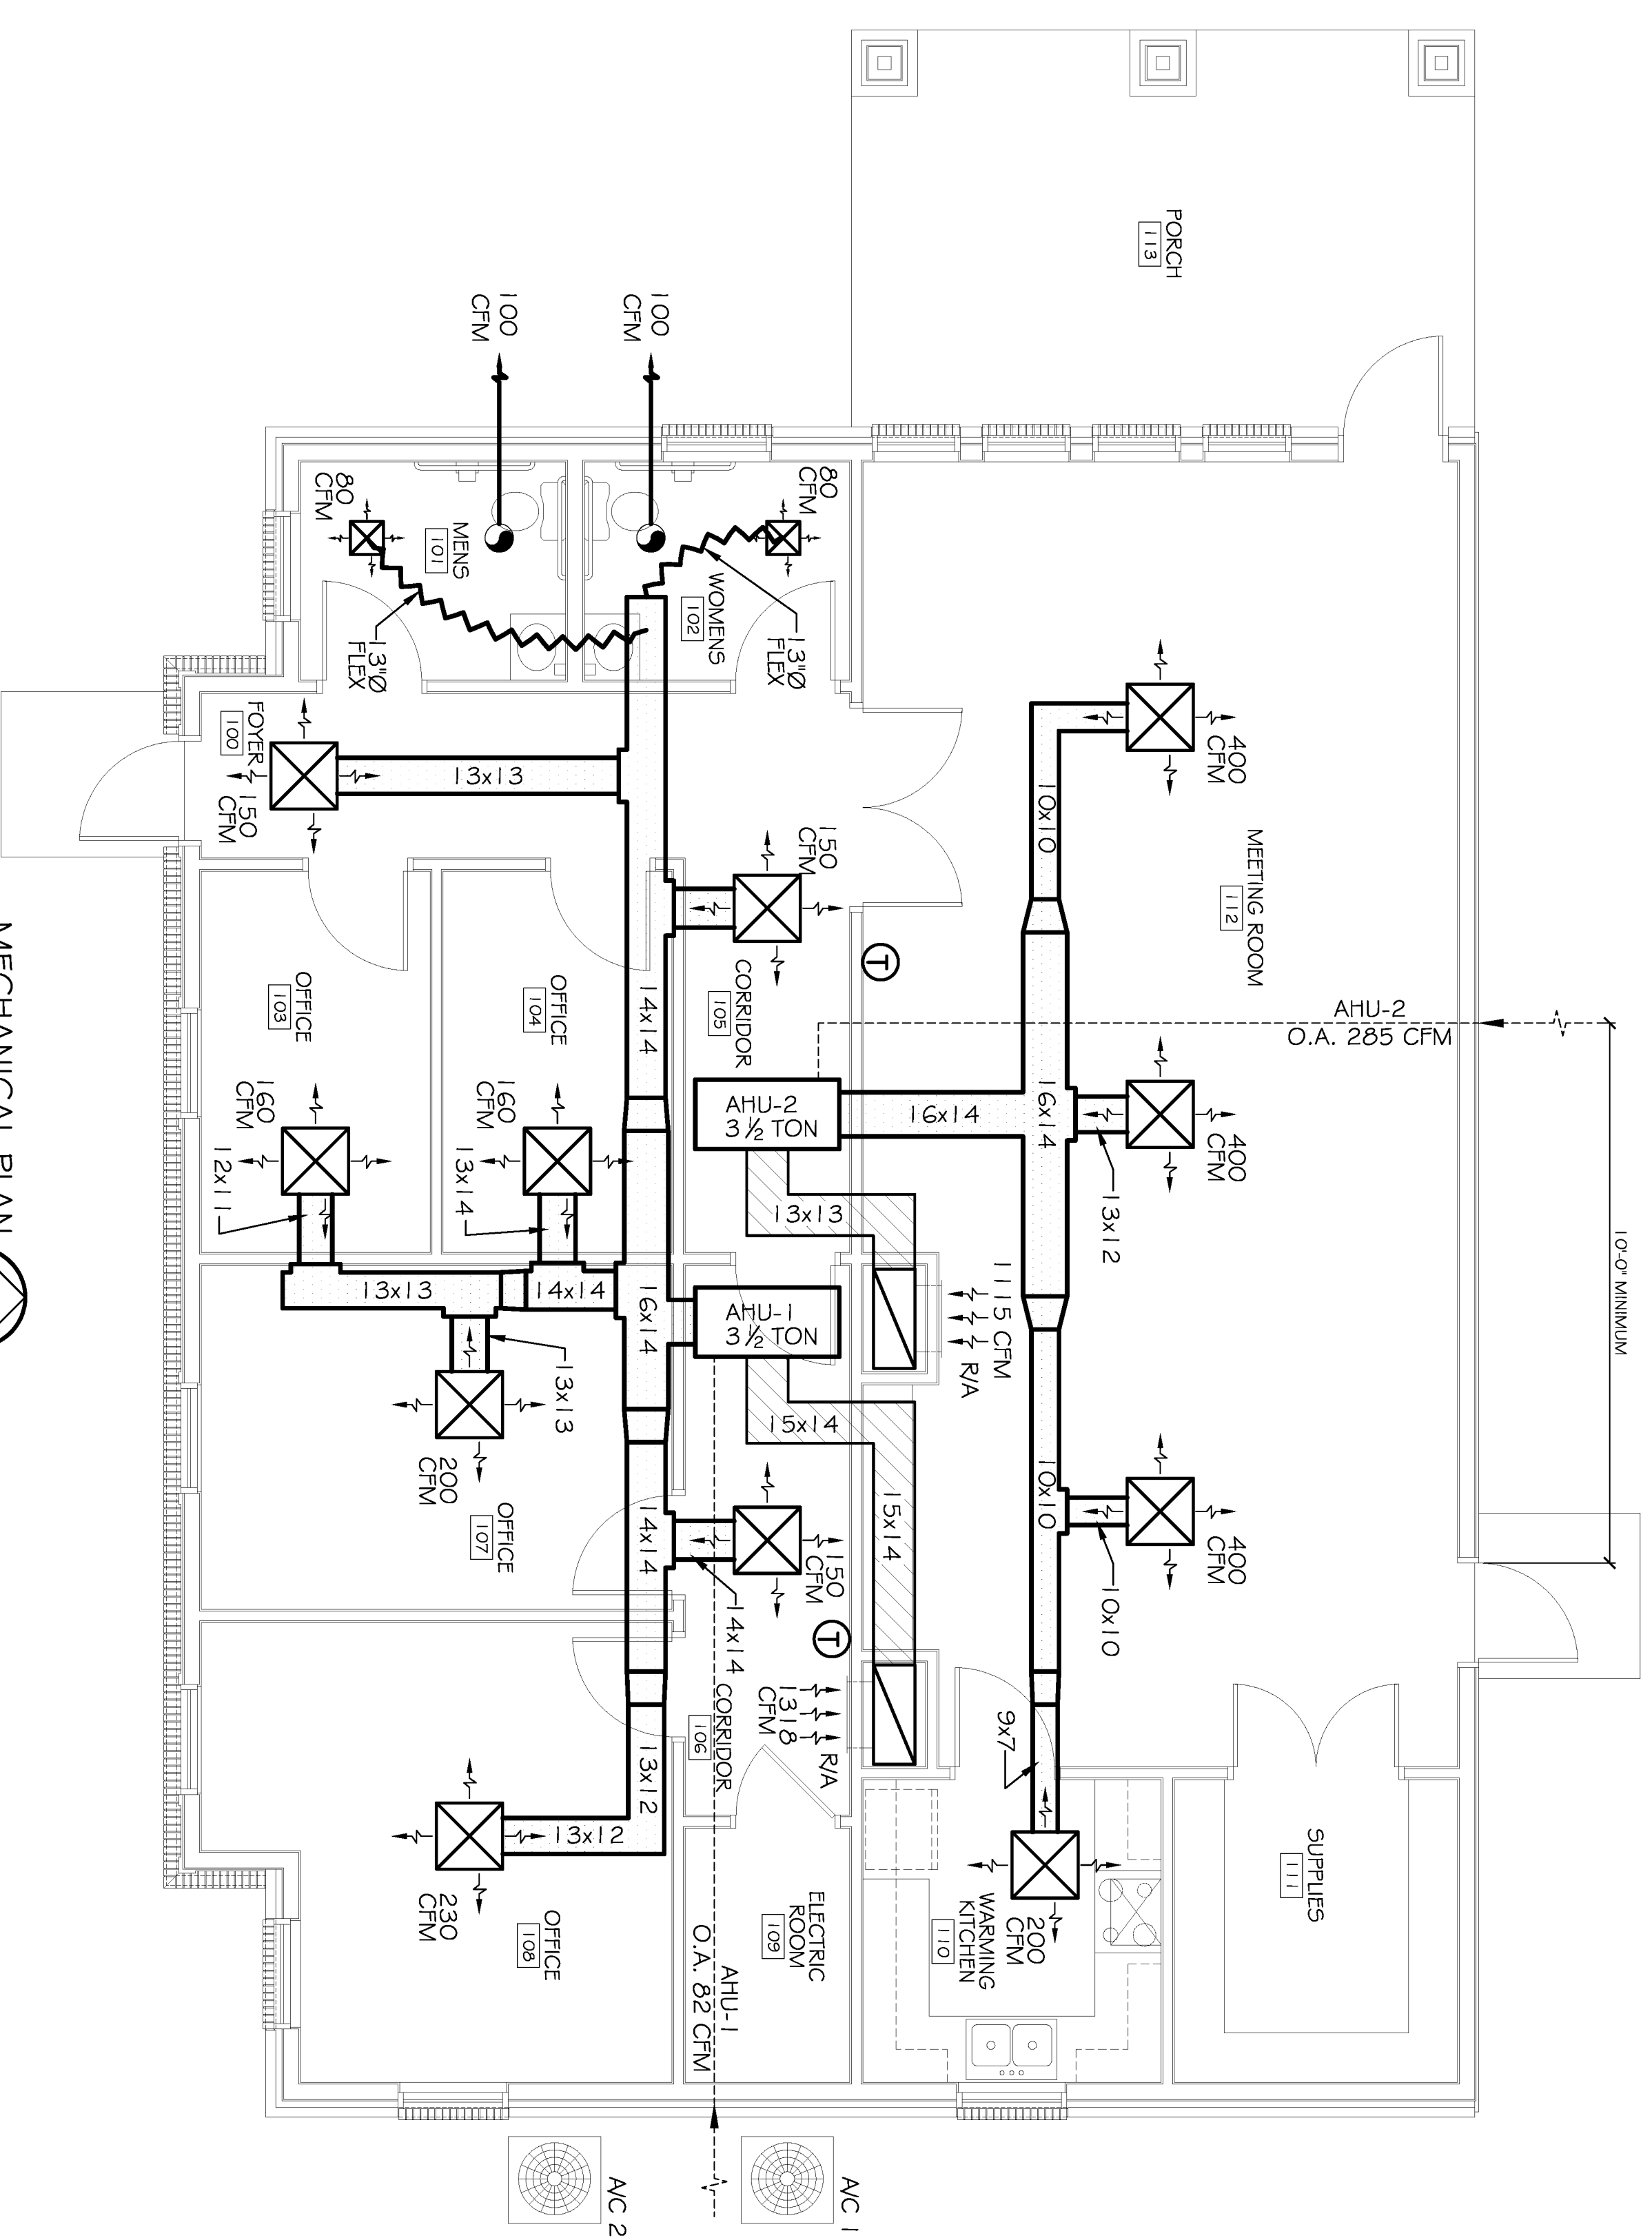 PORCH
113
100
CFM
100
CFM
80
CFM
80
CFM
MENS
101
WOMENS
102
13"Ø
FLEX
13"Ø
FLEX
FOYER
100
150
CFM
13x13
150
CFM
400
CFM
10x10
MEETING ROOM
112
OFFICE
103
OFFICE
104
14x14
CORRIDOR
105
T
AHU-2
O.A. 285 CFM
10'-0" MINIMUM
160
CFM
12x11
160
CFM
13x14
AHU-2
3 ½ TON
16x14
16x14
400
CFM
13x12
13x13
1115 CFM
R/A
13x13
14x14
16x14
AHU-1
3 ½ TON
13x13
15x14
15x14
200
CFM
OFFICE
107
14x14
150
CFM
14x14
T
10x10
400
CFM
10x10
1318
CFM
R/A
CORRIDOR
106
13x12
13x12
9x7
230
CFM
OFFICE
108
ELECTRIC
ROOM
109
200
CFM
WARMING
KITCHEN
110
SUPPLIES
111
AHU-1
O.A. 82 CFM
A/C 1
A/C 2
MECHANICAL PLAN